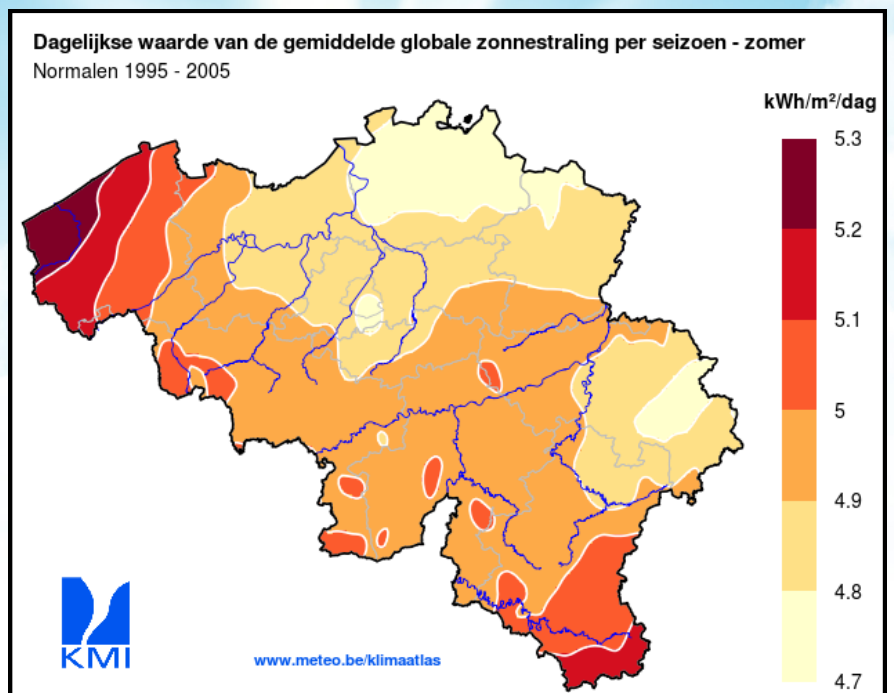 Dagelijkse waarde van de gemiddelde globale zonnestraling per seizoen - zomer
Normalen 1995 - 2005
kWh/m²/dag
5.3
5.2
5.1
5
4.9
4.8
4.7
KMI
www.meteo.be/klimaatlas